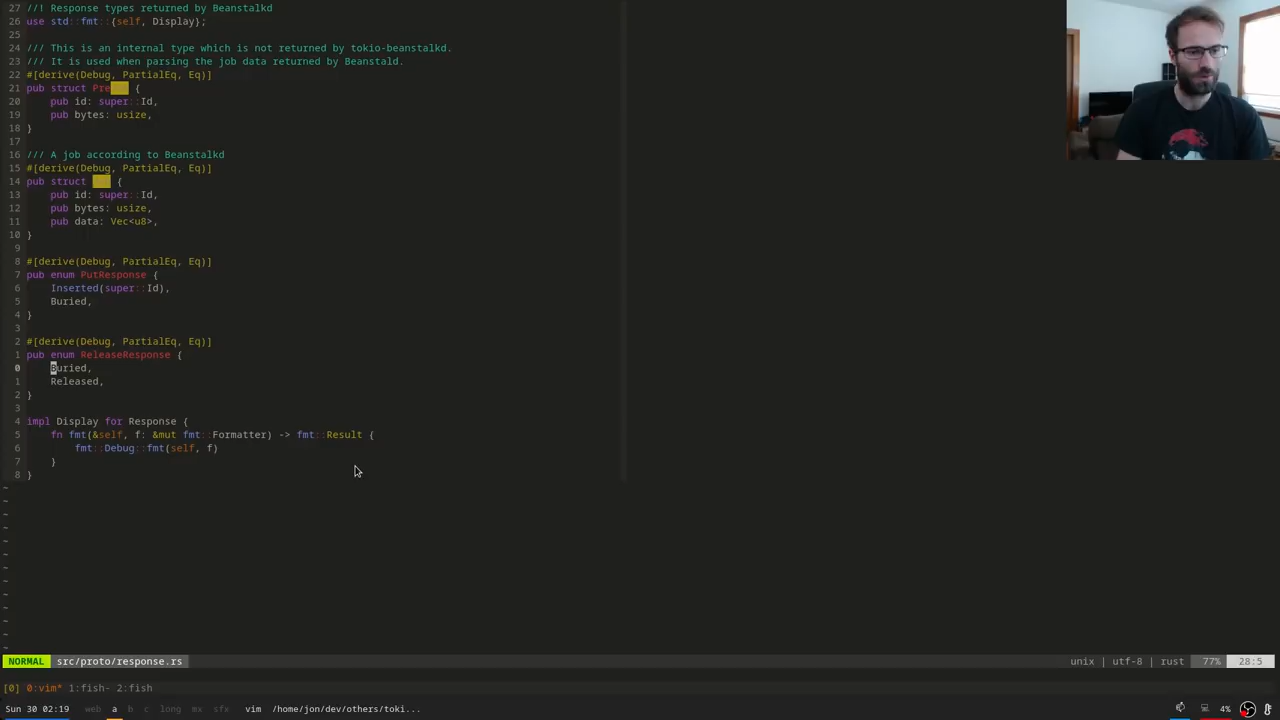 27 //! Response types returned by Beanstalkd
26 use std::fmt::{self, Display};
25
24 /// This is an internal type which is not returned by tokio-beanstalkd.
23 /// It is used when parsing the job data returned by Beanstald.
22 #[derive(Debug, PartialEq, Eq)]
21 pub struct Pre {
20 pub id: super::Id,
19 pub bytes: usize,
18 }
17
16 /// A job according to Beanstalkd
15 #[derive(Debug, PartialEq, Eq)]
14 pub struct {
13 pub id: super::Id,
12 pub bytes: usize,
11 pub data: Vec<u8>,
10 }
9
8 #[derive(Debug, PartialEq, Eq)]
7 pub enum PutResponse {
6 Inserted(super::Id),
5 Buried,
4 }
3
2 #[derive(Debug, PartialEq, Eq)]
1 pub enum ReleaseResponse {
0 Buried,
1 Released,
2 }
3
4 impl Display for Response {
5 fn fmt(&self, f: &mut fmt::Formatter) -> fmt::Result {
6 fmt::Debug::fmt(self, f)
7 }
8 }
~
~
~
~
~
~
~
~
~
~
~
~
~
NORMAL src/proto/response.rs unix | utf-8 | rust 77% 28:5
[0] 0:vim* 1:fish- 2:fish
Sun 30 02:19 web a b c long mx sfx vim /home/jon/dev/others/toki... 4%